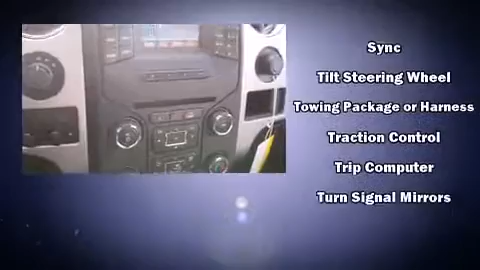 Sync
Tilt Steering Wheel
Towing Package or Harness
Traction Control
Trip Computer
Turn Signal Mirrors